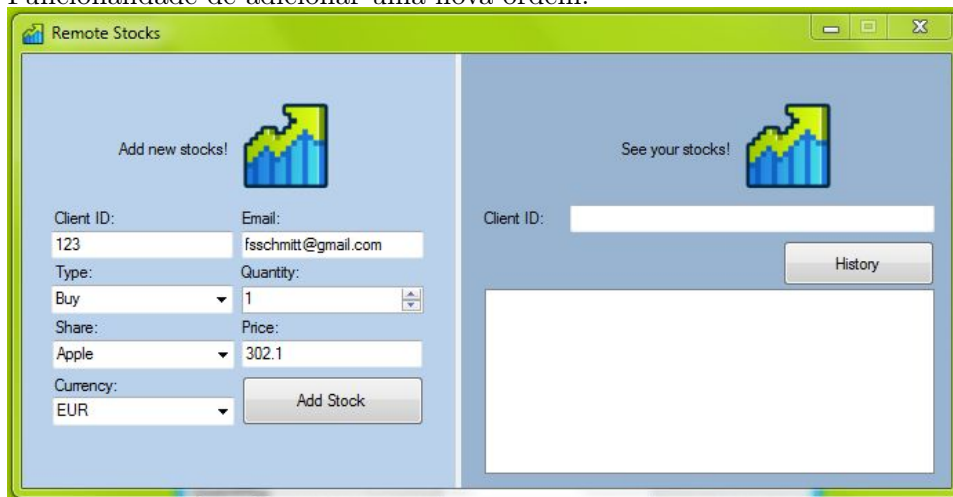 Funcionalidade de adicionar uma nova ordem:
Remote Stocks
Add new stocks!
Client ID: Email:
123 fsschmitt@gmail.com
Type: Quantity:
Buy 1
Share: Price:
Apple 302.1
Currency:
EUR Add Stock
See your stocks!
Client ID:
History